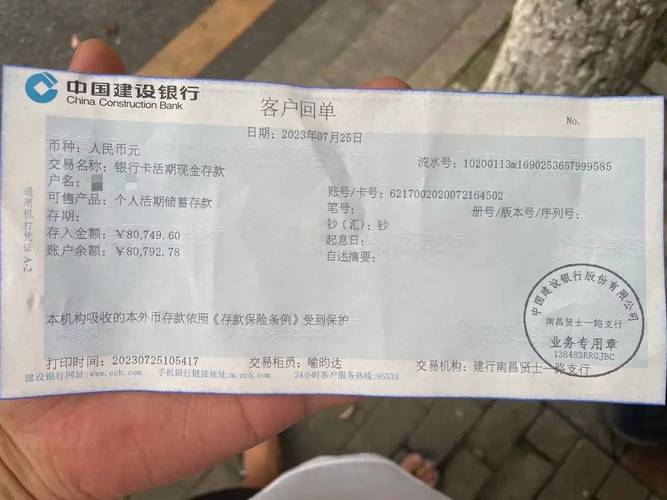 中国建设银行
China Construction Bank
客户回单
No.
日期：2023年07月25日
币种：人民币元
流水号：10200113m1690253657999585
交易名称：银行卡活期现金存款
户名：
账号/卡号：6217002020072164502
可售产品：个人活期储蓄存款
笔号：
册号/版本号/序列号：
存期：
钞（汇）：钞
存入金额：￥80,749.60
起息日：
账户余额：￥80,792.78
自述摘要：
通用机打凭证 A-2
本机构吸收的本外币存款依照《存款保险条例》受到保护
中国建设银行股份有限公司
南昌贤士一路支行
业务专用章
138483RRGJBC
打印时间：20230725105417
交易柜员：喻昀达
交易机构：建行南昌贤士一路支行
建设银行网址:www.ccb.com
手机银行链接地址:m.ccb.com
24小时客户服务热线:95533